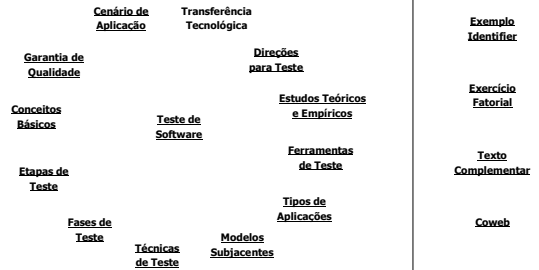 Cenário de
Aplicação
Transferência
Tecnológica
Garantia de
Qualidade
Direções
para Teste
Conceitos
Básicos
Estudos Teóricos
e Empíricos
Teste de
Software
Etapas de
Teste
Ferramentas
de Teste
Tipos de
Aplicações
Fases de
Teste
Técnicas
de Teste
Modelos
Subjacentes
Exemplo
Identifier
Exercício
Fatorial
Texto
Complementar
Coweb